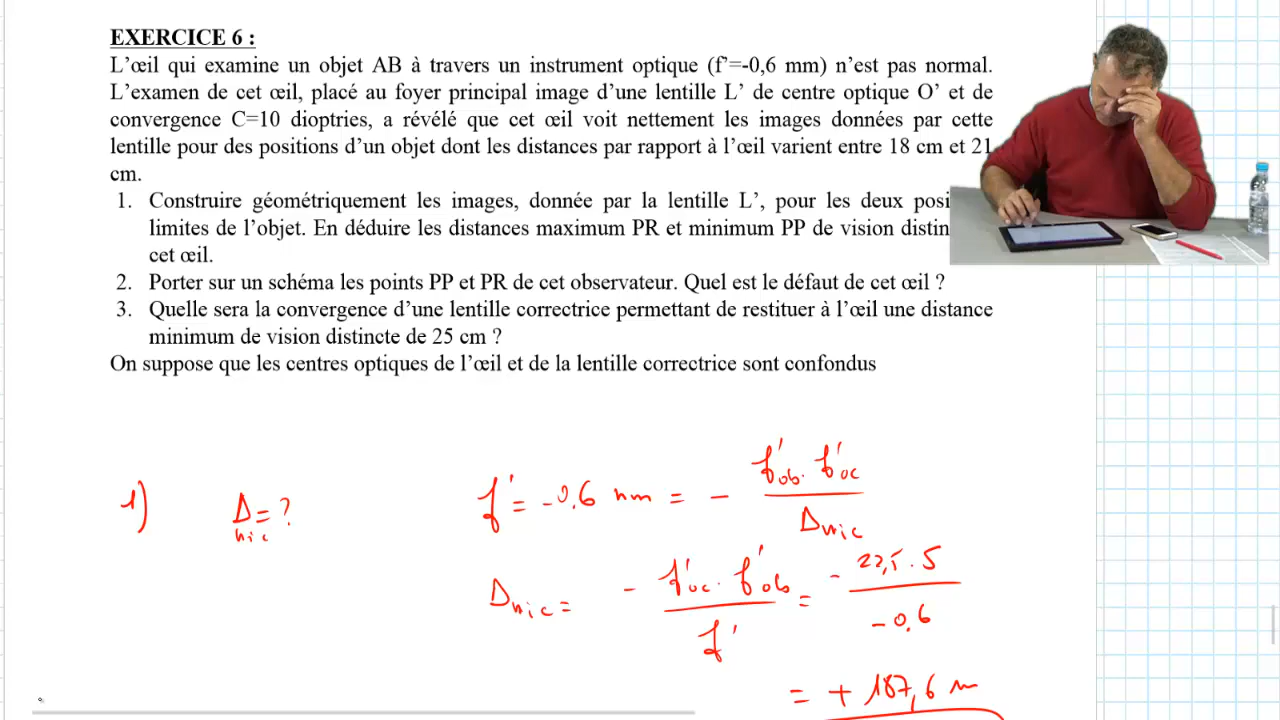 EXERCICE 6 :
L’œil qui examine un objet AB à travers un instrument optique (f’=-0,6 mm) n’est pas normal.
L’examen de cet œil, placé au foyer principal image d’une lentille L’ de centre optique O’ et de
convergence C=10 dioptries, a révélé que cet œil voit nettement les images données par cette
lentille pour des positions d’un objet dont les distances par rapport à l’œil varient entre 18 cm et 21
cm.
1. Construire géométriquement les images, donnée par la lentille L’, pour les deux posi
limites de l’objet. En déduire les distances maximum PR et minimum PP de vision distin
cet œil.
2. Porter sur un schéma les points PP et PR de cet observateur. Quel est le défaut de cet œil ?
3. Quelle sera la convergence d’une lentille correctrice permettant de restituer à l’œil une distance
minimum de vision distincte de 25 cm ?
On suppose que les centres optiques de l’œil et de la lentille correctrice sont confondus
1) Δmic = ? f' = -0,6 mm = - f'ob . f'oc / Δmic
Δmic = - f'oc . f'ob / f' = - 22,5 . 5 / -0,6
= + 187,6 m